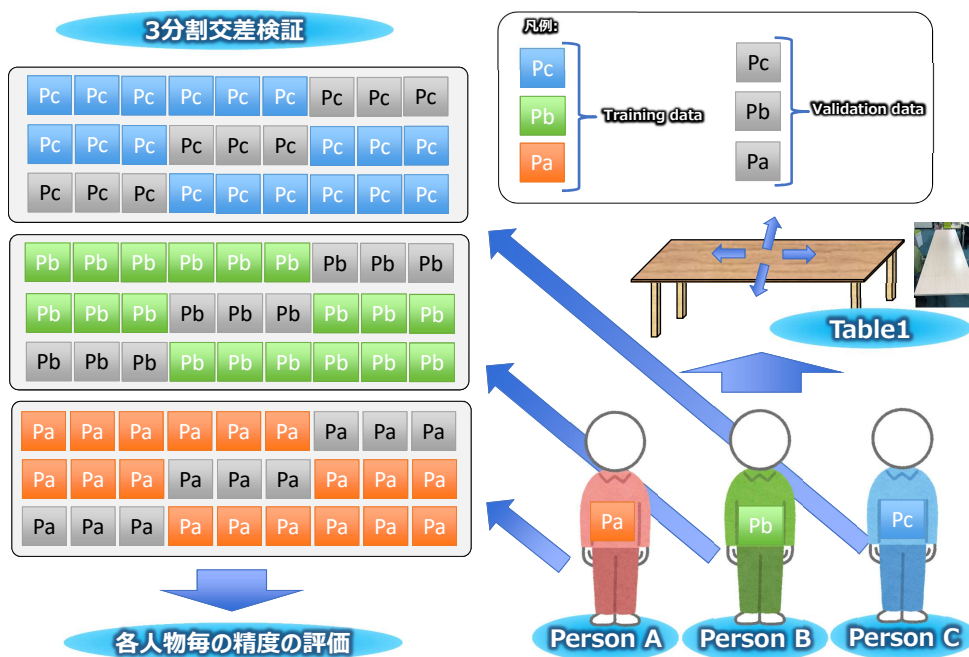 3分割交差検証
Pc Pc Pc Pc Pc Pc Pc Pc Pc
Pc Pc Pc Pc Pc Pc Pc Pc Pc
Pc Pc Pc Pc Pc Pc Pc Pc Pc
Pb Pb Pb Pb Pb Pb Pb Pb Pb
Pb Pb Pb Pb Pb Pb Pb Pb Pb
Pb Pb Pb Pb Pb Pb Pb Pb Pb
Pa Pa Pa Pa Pa Pa Pa Pa Pa
Pa Pa Pa Pa Pa Pa Pa Pa Pa
Pa Pa Pa Pa Pa Pa Pa Pa Pa
各人物毎の精度の評価
凡例:
Pc
Pb
Pa
Training data
Pc
Pb
Pa
Validation data
Table1
Pa
Pb
Pc
Person A
Person B
Person C